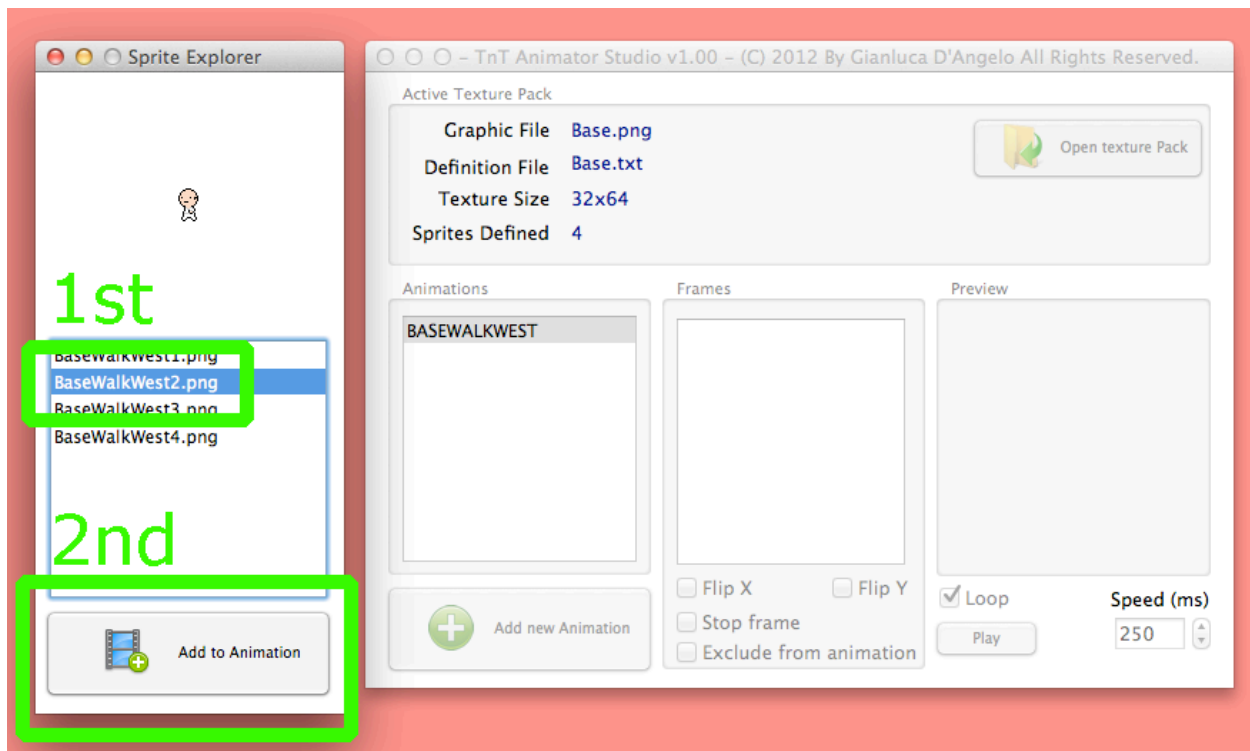 Sprite Explorer
1st
BaseWalkWest1.png
BaseWalkWest2.png
BaseWalkWest3.png
BaseWalkWest4.png
2nd
Add to Animation
– TnT Animator Studio v1.00 – (C) 2012 By Gianluca D'Angelo All Rights Reserved.
Active Texture Pack
Graphic File Base.png
Definition File Base.txt
Texture Size 32x64
Sprites Defined 4
Open texture Pack
Animations
BASEWALKWEST
Add new Animation
Frames
Flip X Flip Y
Stop frame
Exclude from animation
Preview
Loop
Speed (ms)
Play
250